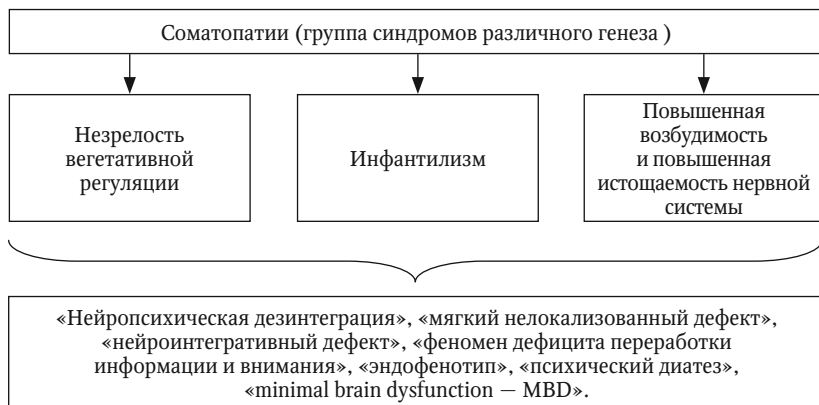 Соматопатии (группа синдромов различного генеза )
Незрелость
вегетативной
регуляции
Инфантилизм
Повышенная
возбудимость
и повышенная
истощаемость нервной
системы
«Нейропсихическая дезинтеграция», «мягкий нелокализованный дефект»,
«нейроинтегративный дефект», «феномен дефицита переработки
информации и внимания», «эндофенотип», «психический диатез»,
«minimal brain dysfunction — MBD».